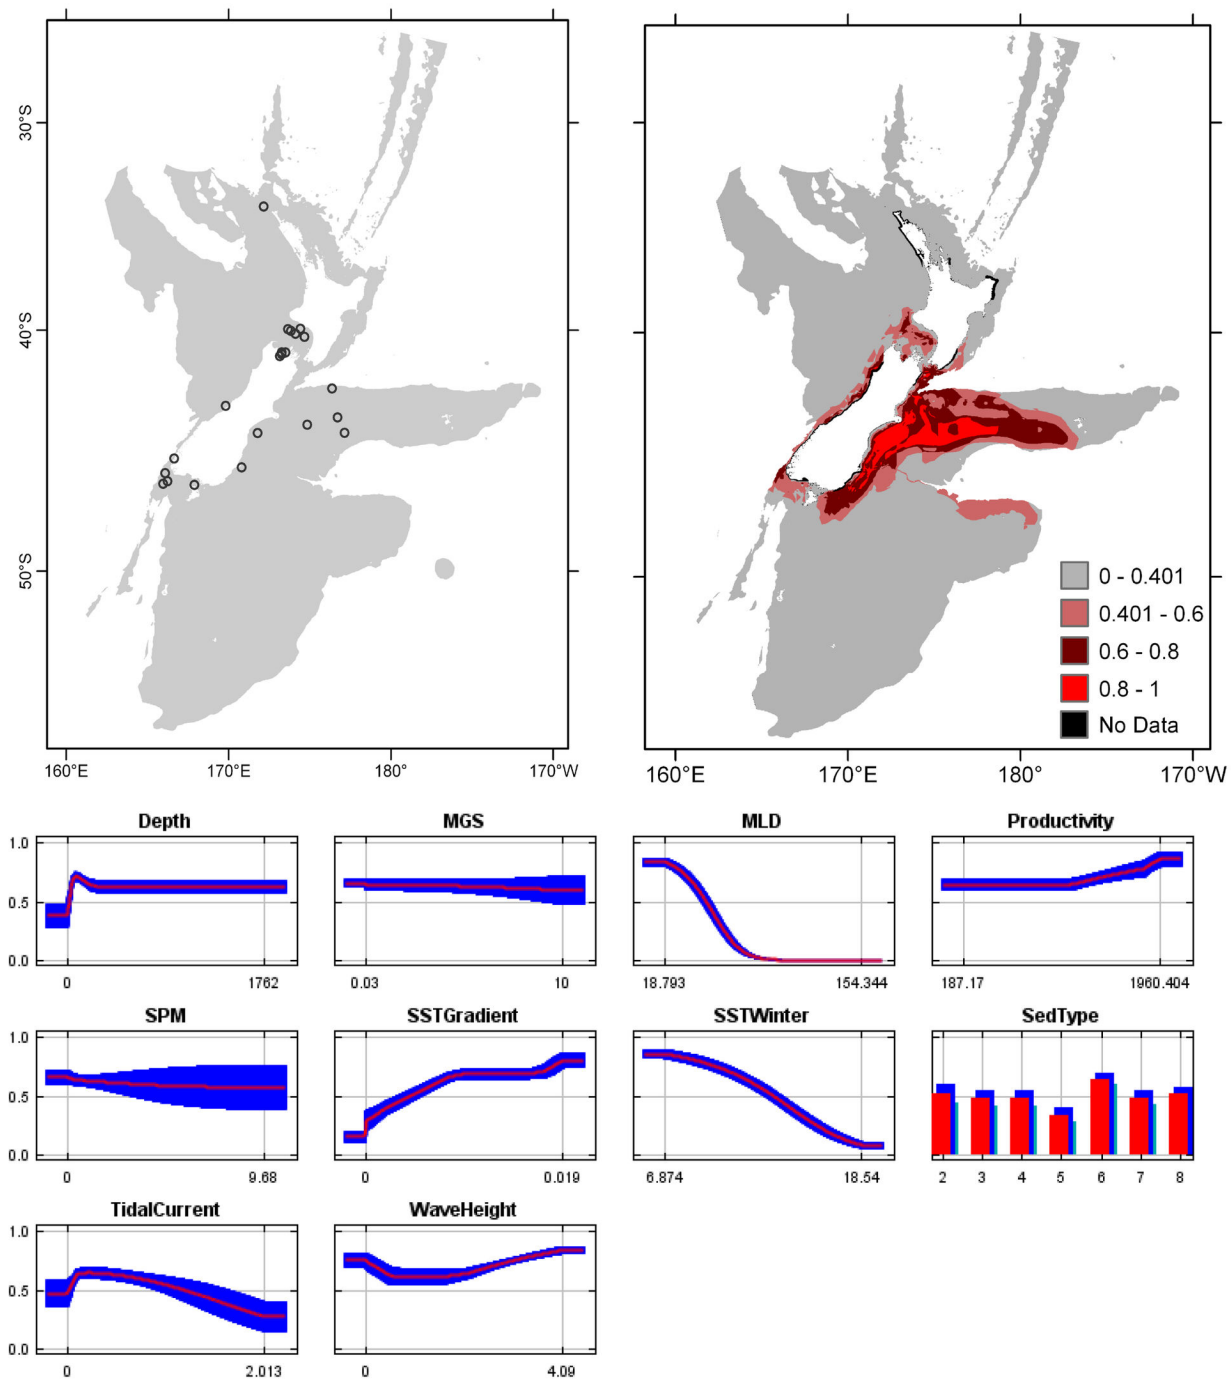 30°S
40°S
50°S
160°E 170°E 180° 170°W
0 - 0.401
0.401 - 0.6
0.6 - 0.8
0.8 - 1
No Data
160°E 170°E 180° 170°W
Depth MGS MLD Productivity
1.0
0.5
0.0
0 1762 0.03 10 18.793 154.344 187.17 1960.404
SPM SSTGradient SSTWinter SedType
1.0
0.5
0.0
0 9.68 0 0.019 6.874 18.54 2 3 4 5 6 7 8
TidalCurrent WaveHeight
1.0
0.5
0.0
0 2.013 0 4.09